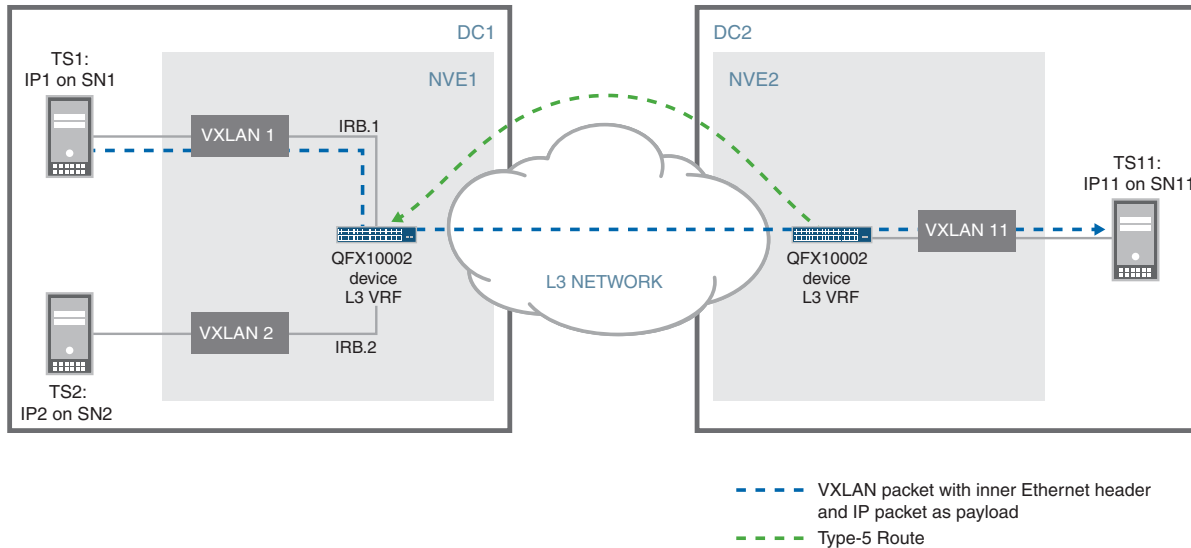 DC1
NVE1
TS1:
IP1 on SN1
VXLAN 1
IRB.1
QFX10002
device
L3 VRF
VXLAN 2
IRB.2
TS2:
IP2 on SN2
L3 NETWORK
DC2
NVE2
QFX10002
device
L3 VRF
VXLAN 11
TS11:
IP11 on SN11
VXLAN packet with inner Ethernet header
and IP packet as payload
Type-5 Route